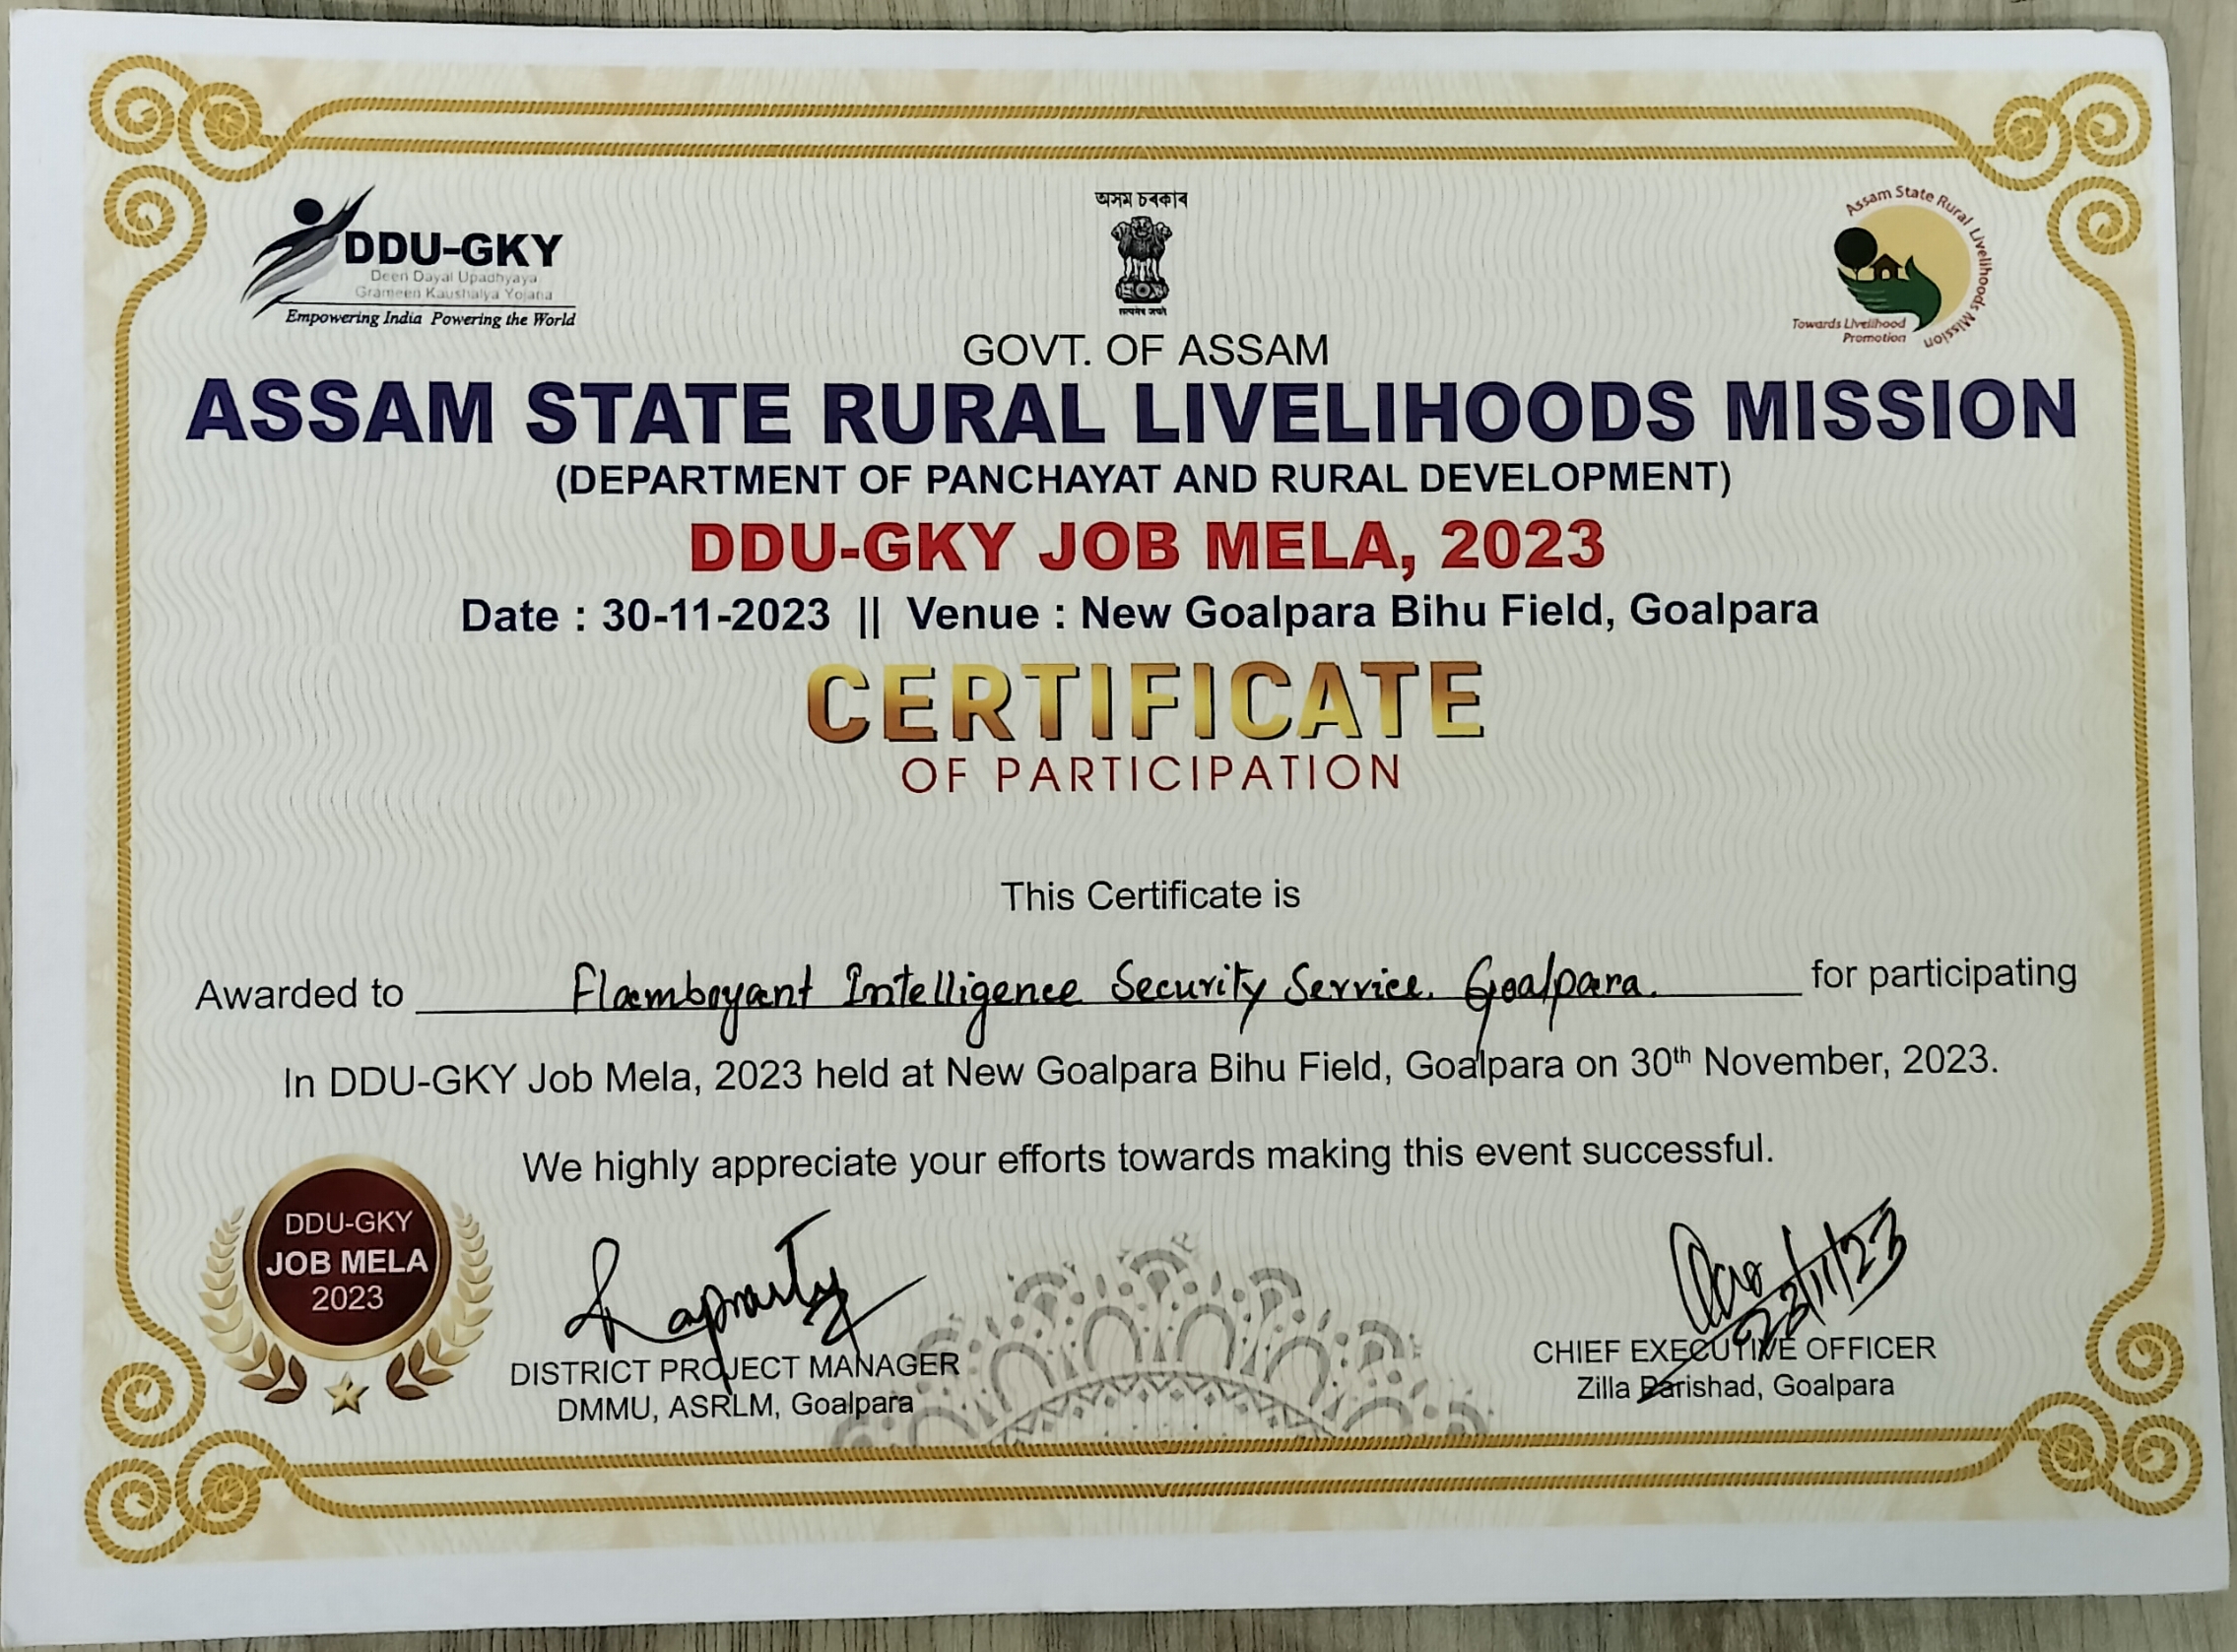 DDU-GKY
Deen Dayal Upadhyaya
Grameen Kaushalya Yojana
Empowering India Powering the World
অসম চৰকাৰ
सत्यमेव जयते
Assam State Rural Livelihoods Mission
Towards Livelihood
Promotion
GOVT. OF ASSAM
ASSAM STATE RURAL LIVELIHOODS MISSION
(DEPARTMENT OF PANCHAYAT AND RURAL DEVELOPMENT)
DDU-GKY JOB MELA, 2023
Date : 30-11-2023 || Venue : New Goalpara Bihu Field, Goalpara
CERTIFICATE
OF PARTICIPATION
This Certificate is
Awarded to Flamboyant Intelligence Security Service, Goalpara. for participating
In DDU-GKY Job Mela, 2023 held at New Goalpara Bihu Field, Goalpara on 30th November, 2023.
We highly appreciate your efforts towards making this event successful.
DDU-GKY
JOB MELA
2023
DISTRICT PROJECT MANAGER
DMMU, ASRLM, Goalpara
CHIEF EXECUTIVE OFFICER
Zilla Parishad, Goalpara